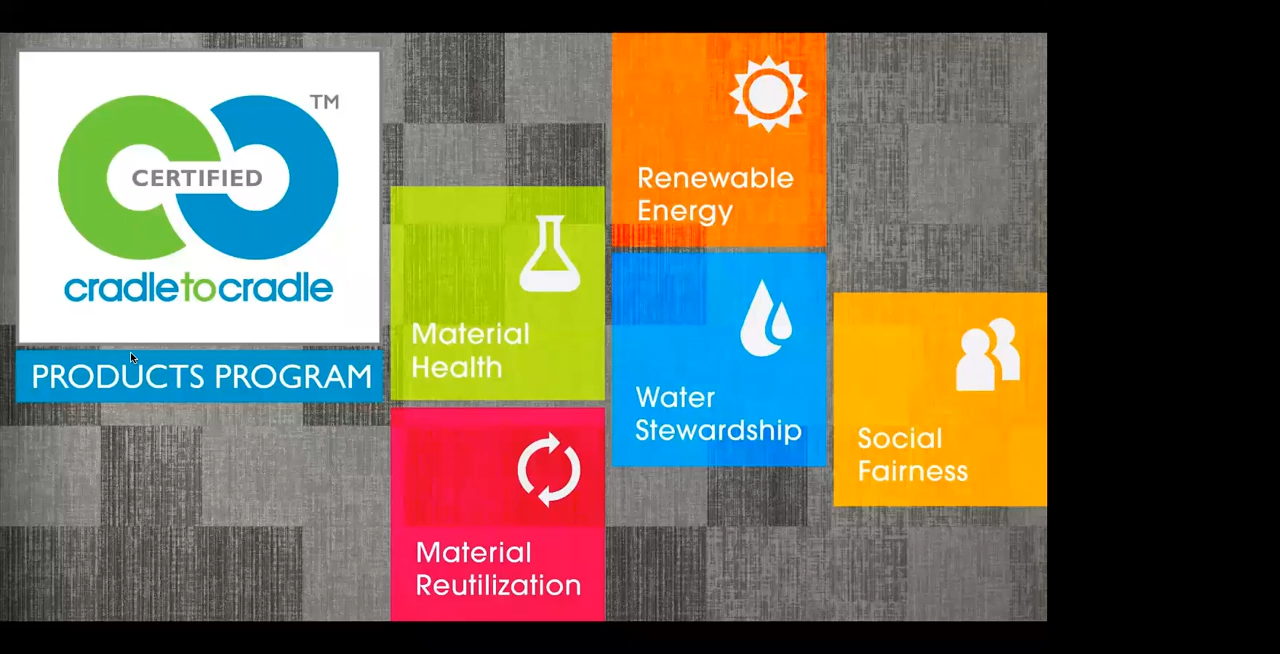 TM
CERTIFIED
cradletocradle
PRODUCTS PROGRAM
Material
Health
Material
Reutilization
Renewable
Energy
Water
Stewardship
Social
Fairness